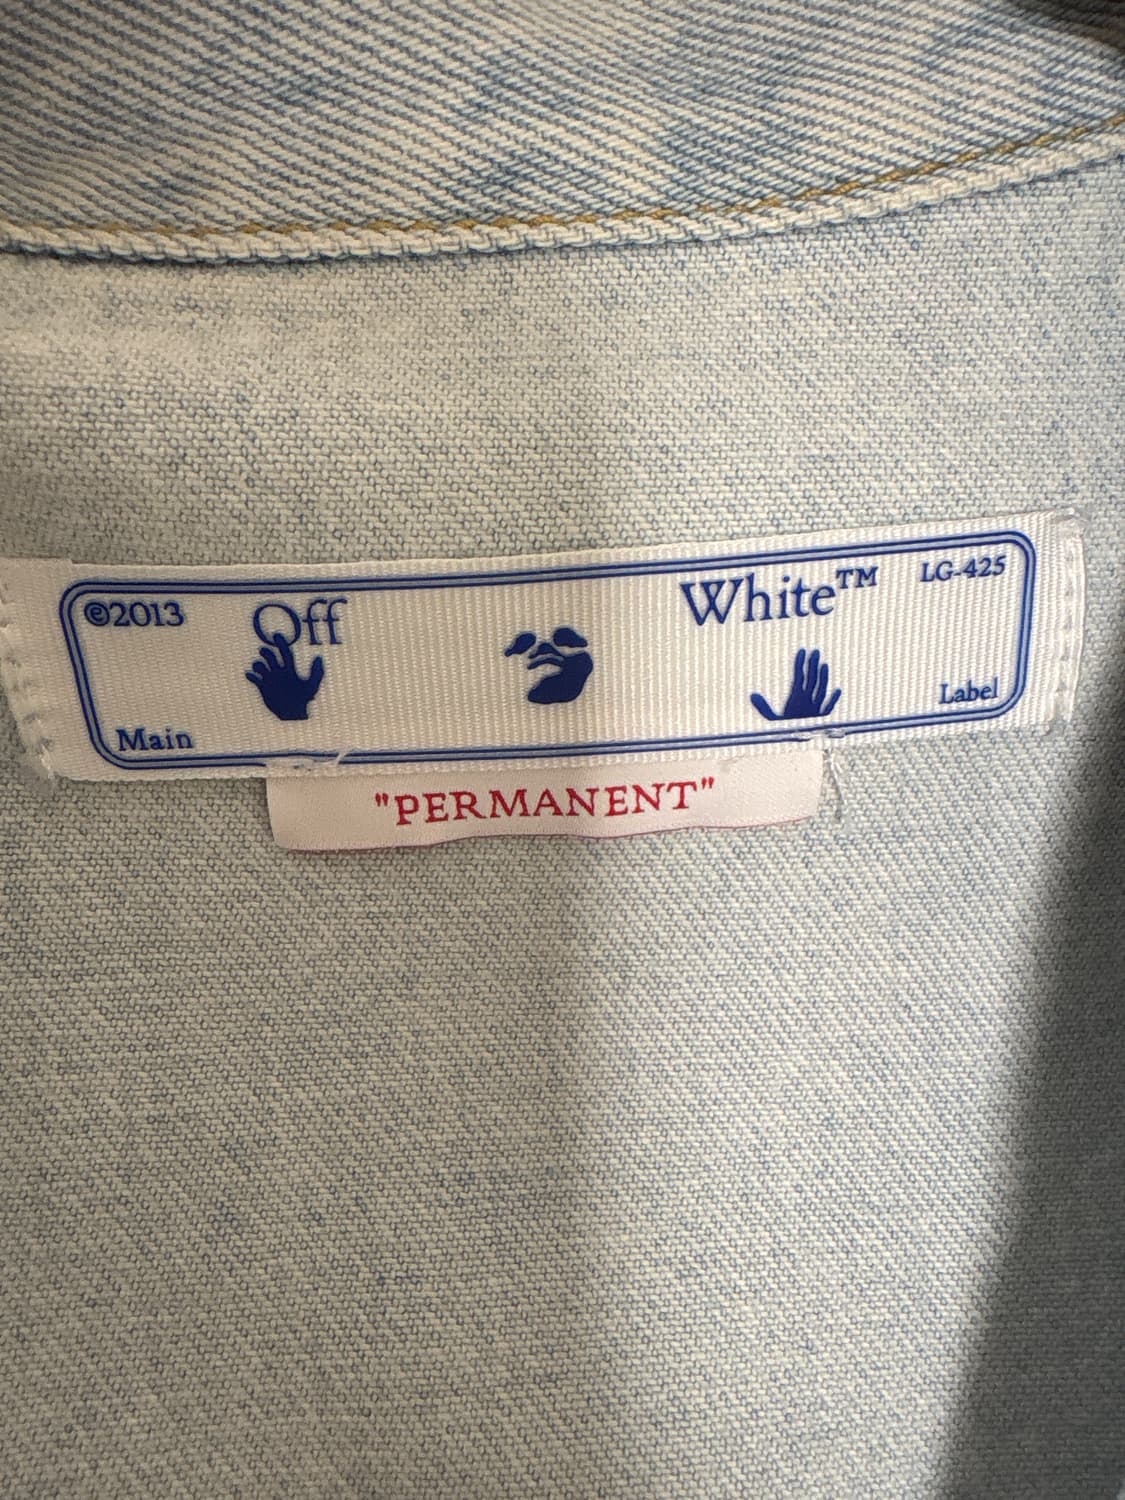 ©2013 Off White™ LG-425
Main Label
"PERMANENT"